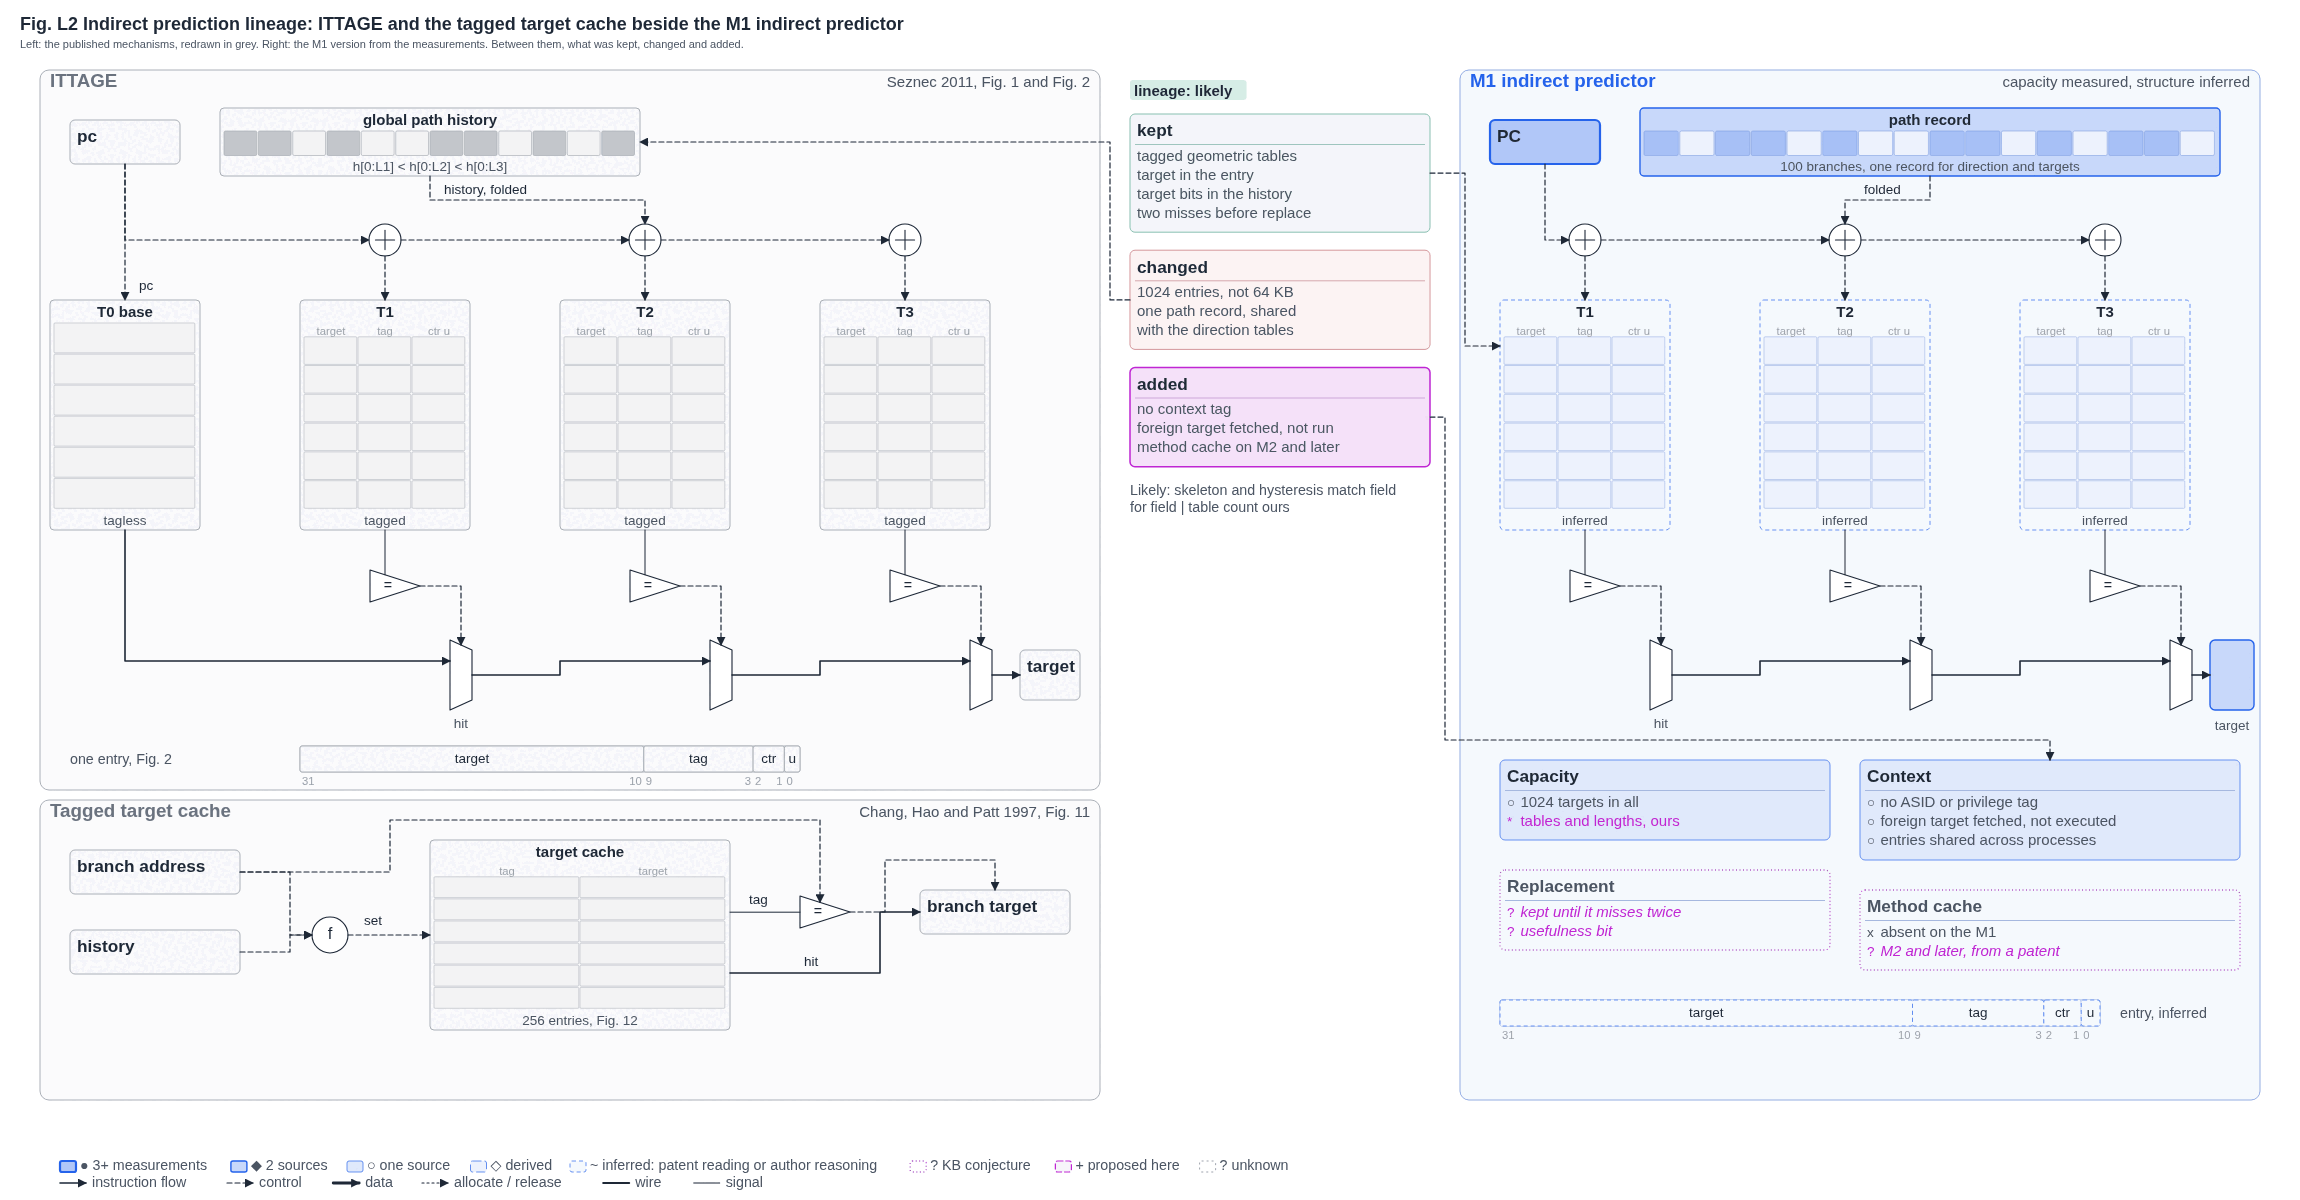 Fig. L2 Indirect prediction lineage: ITTAGE and the tagged target cache beside the M1 indirect predictor
Left: the published mechanisms, redrawn in grey. Right: the M1 version from the measurements. Between them, what was kept, changed and added.
ITTAGE
Seznec 2011, Fig. 1 and Fig. 2
pc
global path history
h[0:L1] < h[0:L2] < h[0:L3]
history, folded
pc
T0 base
tagless
T1
target tag ctr u
tagged
T2
target tag ctr u
tagged
T3
target tag ctr u
tagged
=
=
=
hit
target
one entry, Fig. 2
target tag ctr u
31 10 9 3 2 1 0
Tagged target cache
Chang, Hao and Patt 1997, Fig. 11
branch address
history
f
set
target cache
tag target
256 entries, Fig. 12
tag
=
hit
branch target
lineage: likely
kept
tagged geometric tables
target in the entry
target bits in the history
two misses before replace
changed
1024 entries, not 64 KB
one path record, shared
with the direction tables
added
no context tag
foreign target fetched, not run
method cache on M2 and later
Likely: skeleton and hysteresis match field
for field | table count ours
M1 indirect predictor
capacity measured, structure inferred
PC
path record
100 branches, one record for direction and targets
folded
T1
target tag ctr u
inferred
T2
target tag ctr u
inferred
T3
target tag ctr u
inferred
=
=
=
hit
target
Capacity
○ 1024 targets in all
* tables and lengths, ours
Context
○ no ASID or privilege tag
○ foreign target fetched, not executed
○ entries shared across processes
Replacement
? kept until it misses twice
? usefulness bit
Method cache
x absent on the M1
? M2 and later, from a patent
target tag ctr u
entry, inferred
31 10 9 3 2 1 0
● 3+ measurements ◆ 2 sources ○ one source ◇ derived ~ inferred: patent reading or author reasoning ? KB conjecture + proposed here ? unknown
instruction flow control data allocate / release wire signal